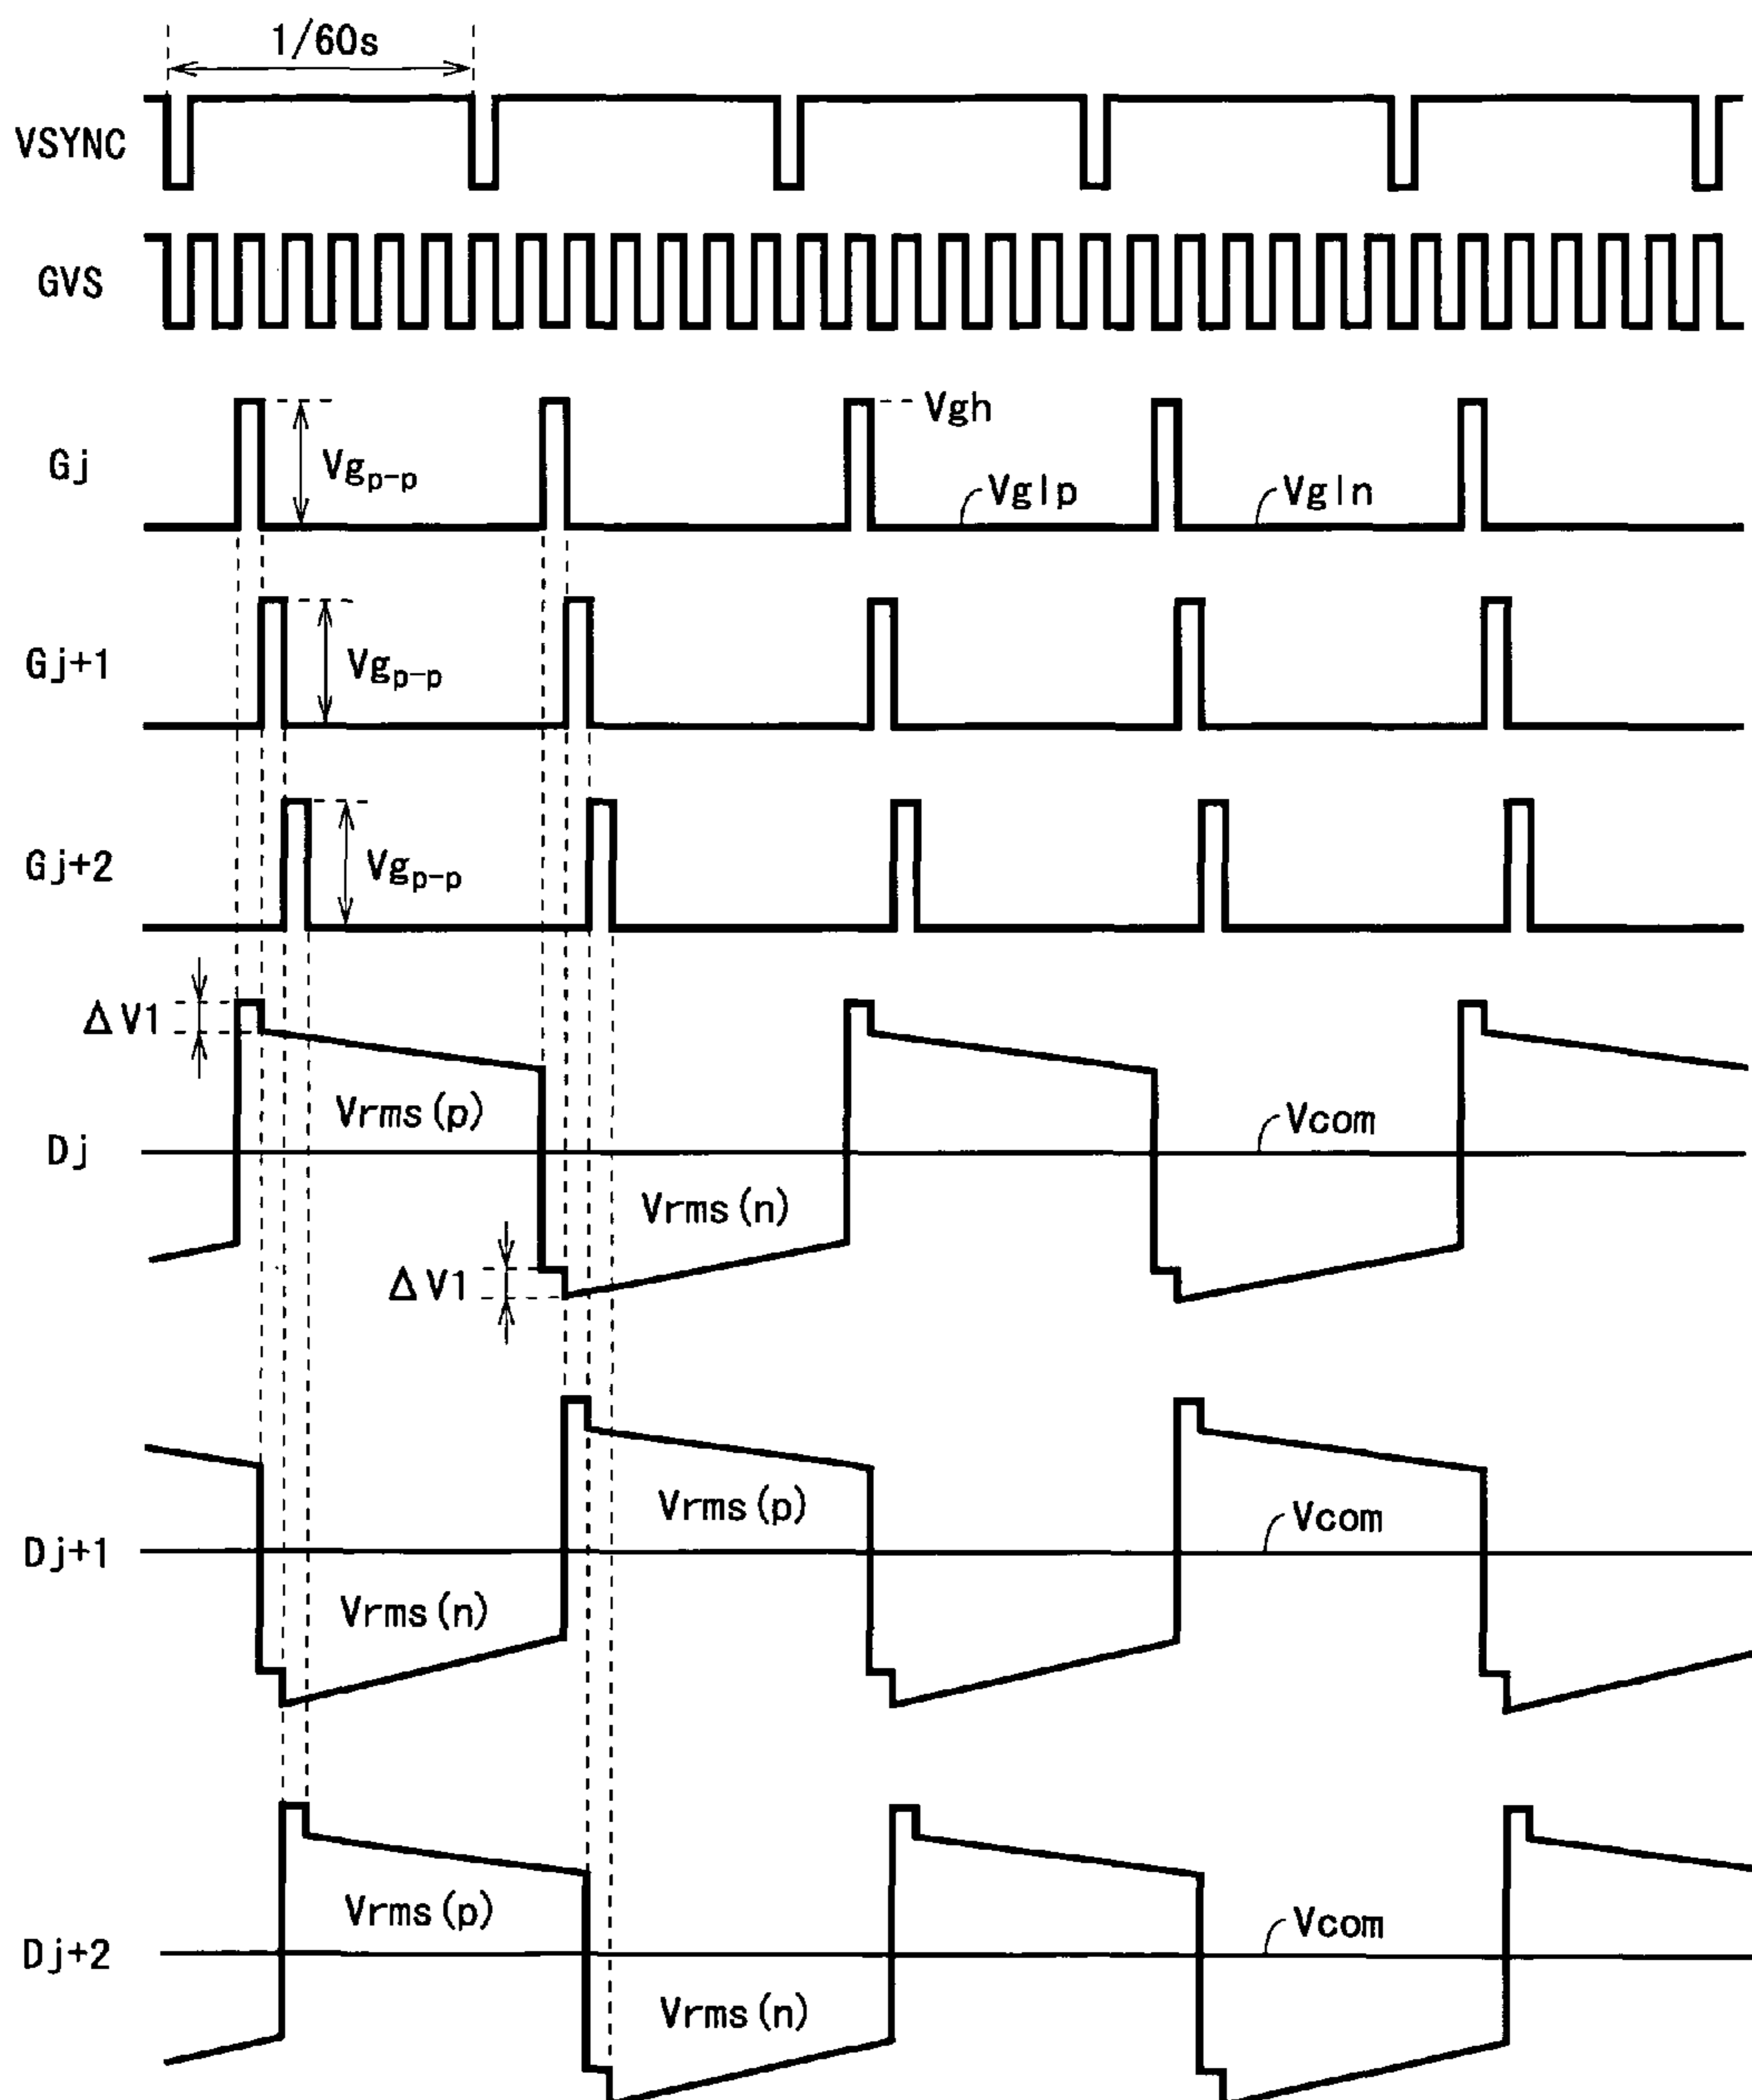 1/60s
VSYNC
GVS
Gj
Vgp-p
Vgh
Vglp
Vgln
Gj+1
Vgp-p
Gj+2
Vgp-p
ΔV1
Dj
Vrms(p)
Vcom
Vrms(n)
ΔV1
Dj+1
Vrms(p)
Vcom
Vrms(n)
Dj+2
Vrms(p)
Vcom
Vrms(n)